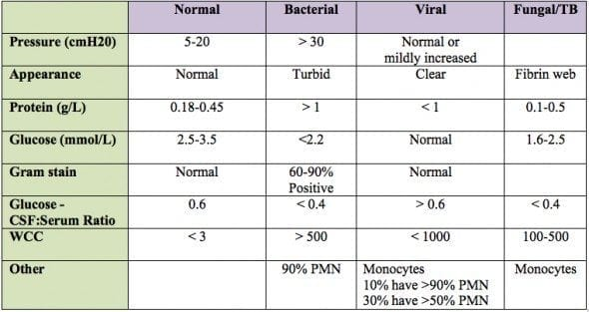 Normal Bacterial Viral Fungal/TB
Pressure (cmH20) 5-20 > 30 Normal or
mildly increased
Appearance Normal Turbid Clear Fibrin web
Protein (g/L) 0.18-0.45 > 1 < 1 0.1-0.5
Glucose (mmol/L) 2.5-3.5 <2.2 Normal 1.6-2.5
Gram stain Normal 60-90% Normal
Positive
Glucose - 0.6 < 0.4 > 0.6 < 0.4
CSF:Serum Ratio
WCC < 3 > 500 < 1000 100-500
Other 90% PMN Monocytes Monocytes
10% have >90% PMN
30% have >50% PMN